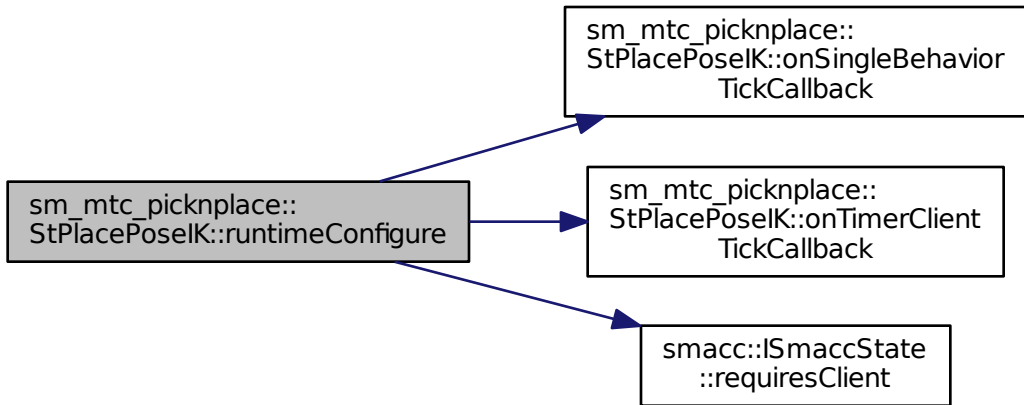 sm_mtc_picknplace::
StPlacePoseIK::runtimeConfigure
sm_mtc_picknplace::
StPlacePoseIK::onSingleBehavior
TickCallback
sm_mtc_picknplace::
StPlacePoseIK::onTimerClient
TickCallback
smacc::ISmaccState
::requiresClient